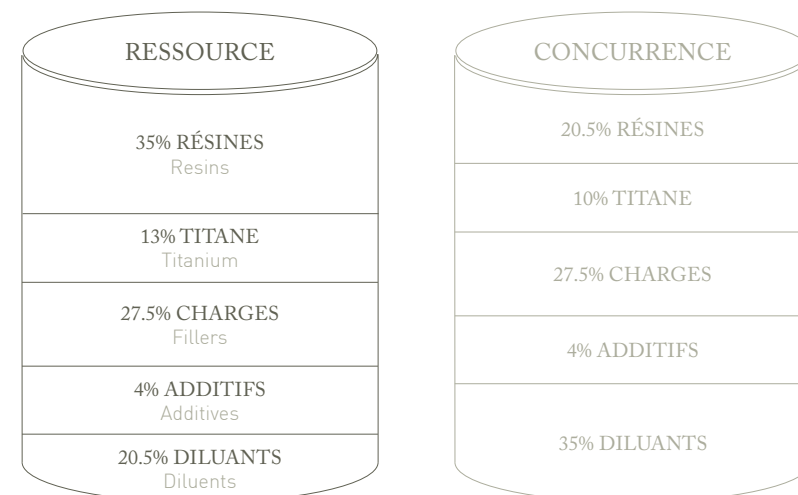 RESSOURCE
35% RÉSINES
Resins
13% TITANE
Titanium
27.5% CHARGES
Fillers
4% ADDITIFS
Additives
20.5% DILUANTS
Diluents
CONCURRENCE
20.5% RÉSINES
10% TITANE
27.5% CHARGES
4% ADDITIFS
35% DILUANTS